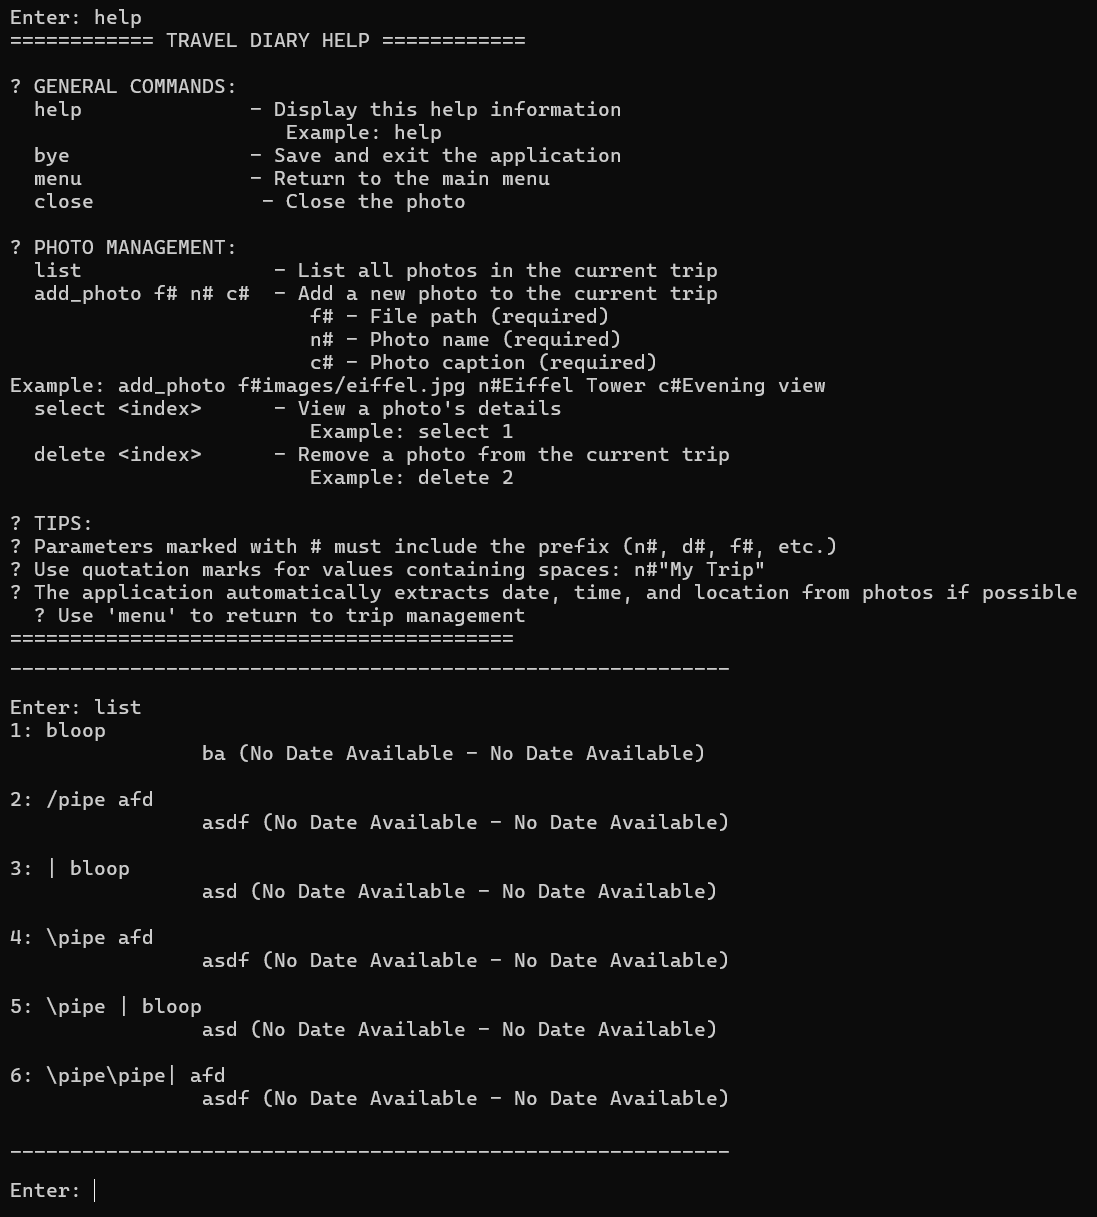 Enter: help
============ TRAVEL DIARY HELP ============
? GENERAL COMMANDS:
help              - Display this help information
Example: help
bye               - Save and exit the application
menu              - Return to the main menu
close              - Close the photo
? PHOTO MANAGEMENT:
list                - List all photos in the current trip
add_photo f# n# c#  - Add a new photo to the current trip
f# - File path (required)
n# - Photo name (required)
c# - Photo caption (required)
Example: add_photo f#images/eiffel.jpg n#Eiffel Tower c#Evening view
select <index>      - View a photo's details
Example: select 1
delete <index>      - Remove a photo from the current trip
Example: delete 2
? TIPS:
? Parameters marked with # must include the prefix (n#, d#, f#, etc.)
? Use quotation marks for values containing spaces: n#"My Trip"
? The application automatically extracts date, time, and location from photos if possible
? Use 'menu' to return to trip management
==========================================
____________________________________________________________
Enter: list
1: bloop
ba (No Date Available - No Date Available)
2: /pipe afd
asdf (No Date Available - No Date Available)
3: | bloop
asd (No Date Available - No Date Available)
4: \pipe afd
asdf (No Date Available - No Date Available)
5: \pipe | bloop
asd (No Date Available - No Date Available)
6: \pipe\pipe| afd
asdf (No Date Available - No Date Available)
____________________________________________________________
Enter: